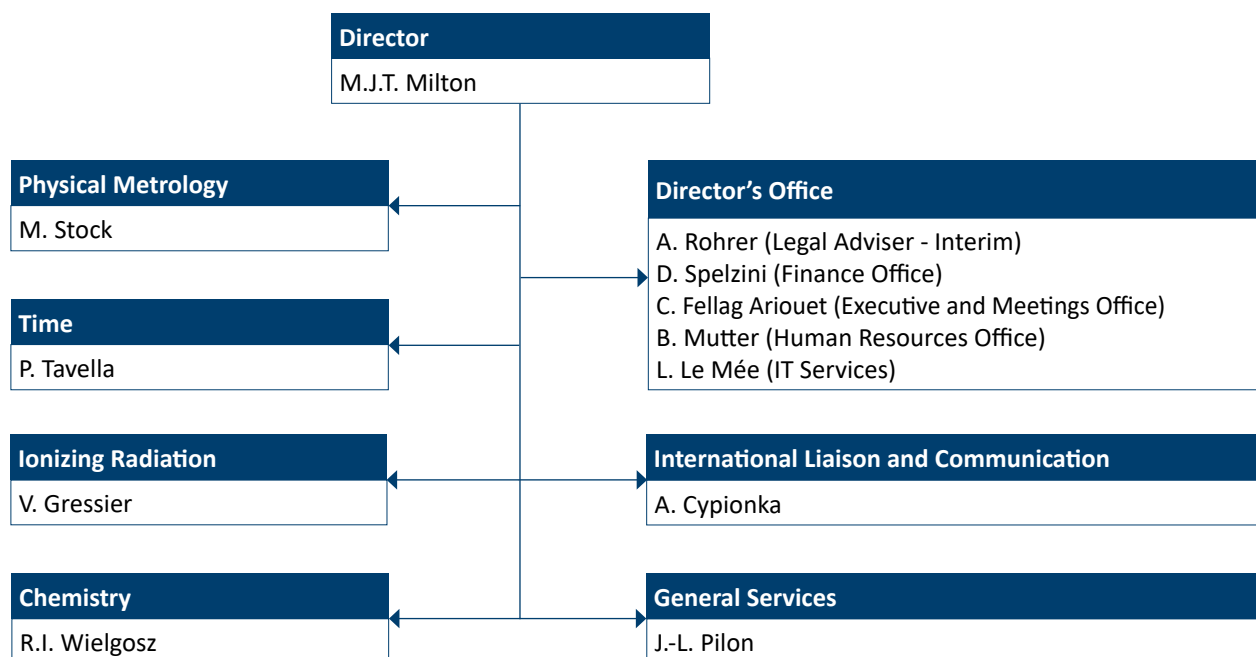 Director
M.J.T. Milton
Physical Metrology
M. Stock
Director’s Office
A. Rohrer (Legal Adviser - Interim)
D. Spelzini (Finance Office)
C. Fellag Ariouet (Executive and Meetings Office)
B. Mutter (Human Resources Office)
L. Le Mée (IT Services)
Time
P. Tavella
Ionizing Radiation
V. Gressier
International Liaison and Communication
A. Cypionka
Chemistry
R.I. Wielgosz
General Services
J.-L. Pilon